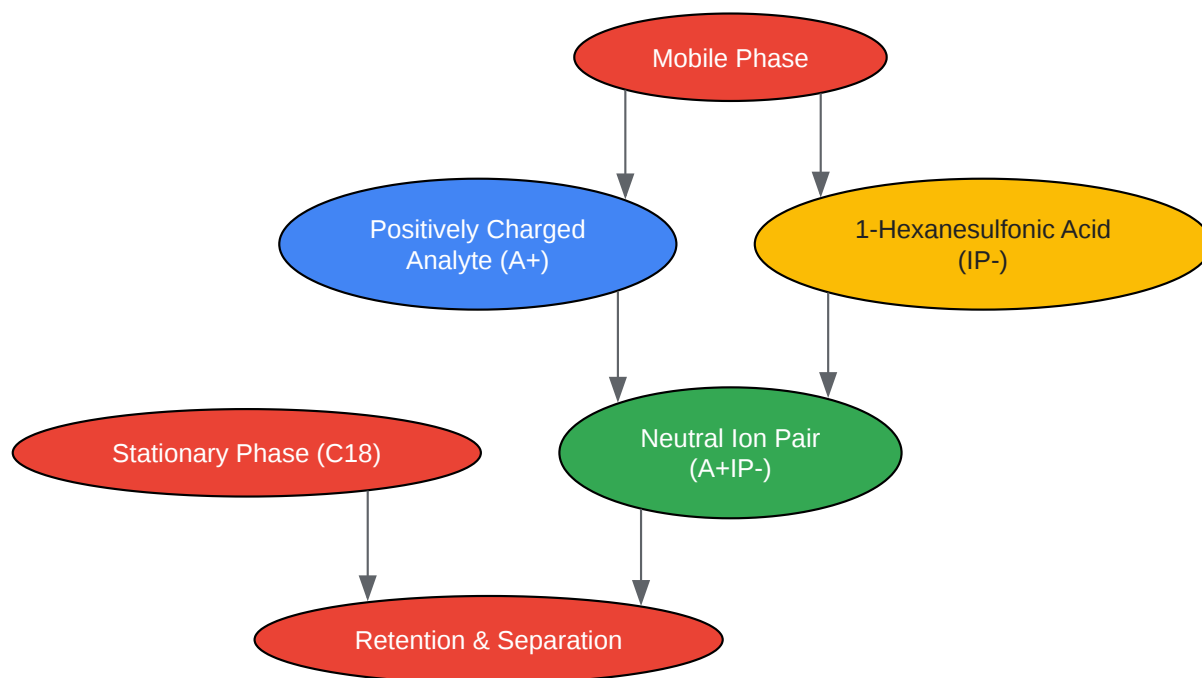 Mobile Phase
Positively Charged
Analyte (A+)
1-Hexanesulfonic Acid
(IP-)
Stationary Phase (C18)
Neutral Ion Pair
(A+IP-)
Retention & Separation